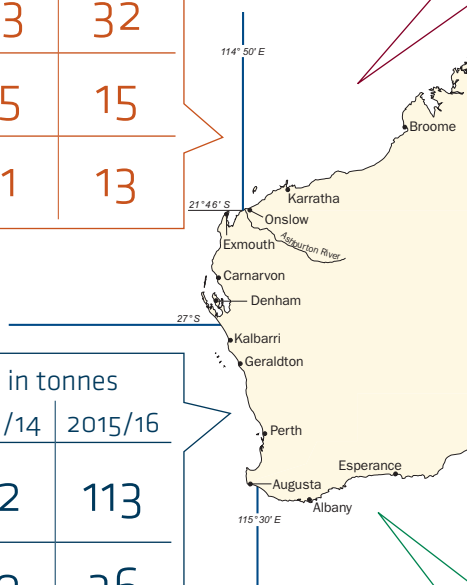 3 32
114° 50' E
5 15
Broome
1 13
Karratha
21°46' S
Onslow
Ashburton River
Exmouth
Carnarvon
Denham
27°S
Kalbarri
Geraldton
in tonnes
/14 2015/16
Perth
Esperance
2 113
Augusta
Albany
115°30' E